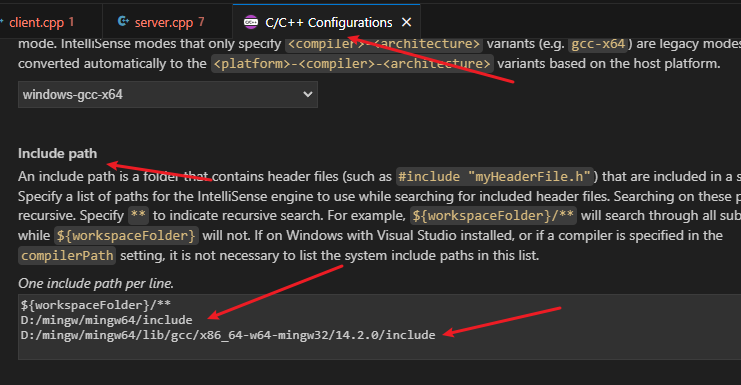 client.cpp 1
server.cpp 7
C/C++ Configurations
mode. IntelliSense modes that only specify <compiler>-<architecture> variants (e.g. gcc-x64) are legacy modes
converted automatically to the <platform>-<compiler>-<architecture> variants based on the host platform.
windows-gcc-x64
Include path
An include path is a folder that contains header files (such as #include "myHeaderFile.h") that are included in a s
Specify a list of paths for the IntelliSense engine to use while searching for included header files. Searching on these p
recursive. Specify ** to indicate recursive search. For example, ${workspaceFolder}/** will search through all sub
while ${workspaceFolder} will not. If on Windows with Visual Studio installed, or if a compiler is specified in the
compilerPath setting, it is not necessary to list the system include paths in this list.
One include path per line.
${workspaceFolder}/**
D:/mingw/mingw64/include
D:/mingw/mingw64/lib/gcc/x86_64-w64-mingw32/14.2.0/include